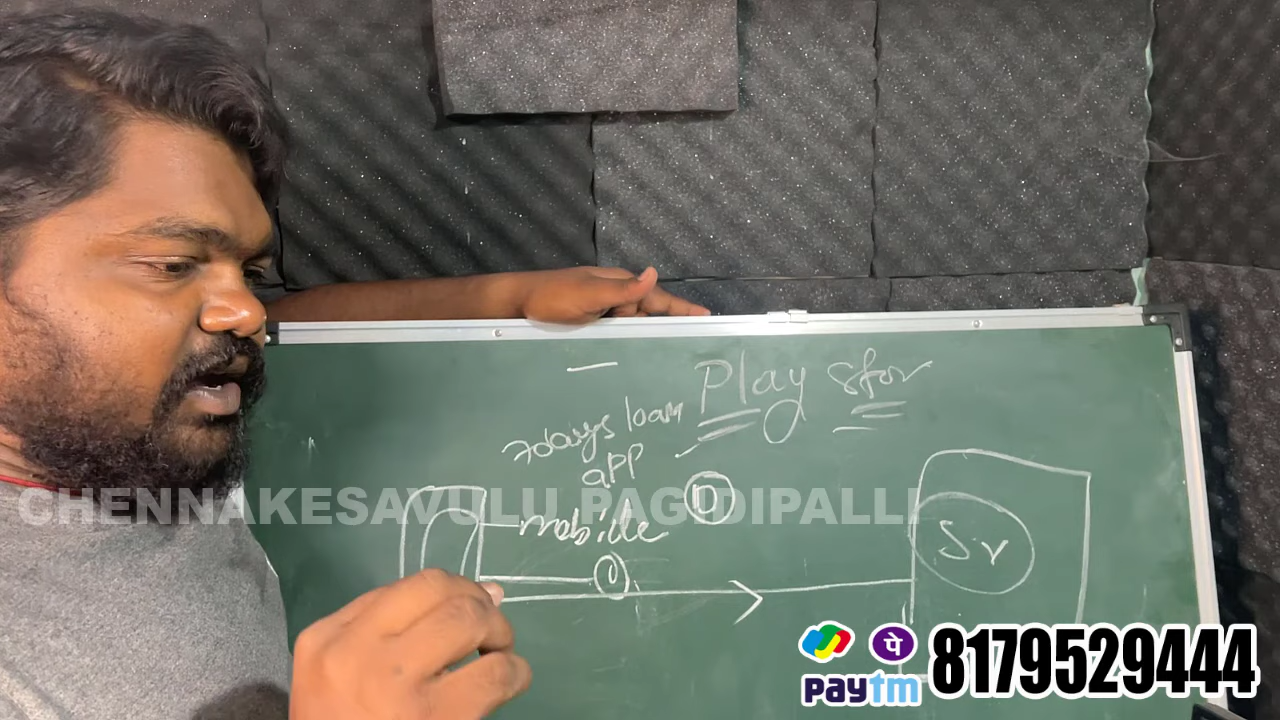 Play Stor
7days loan
app
D
CHENNAKESAVULU PAGIDIPALLI
mobile
Sv
पे
paytm
8179529444